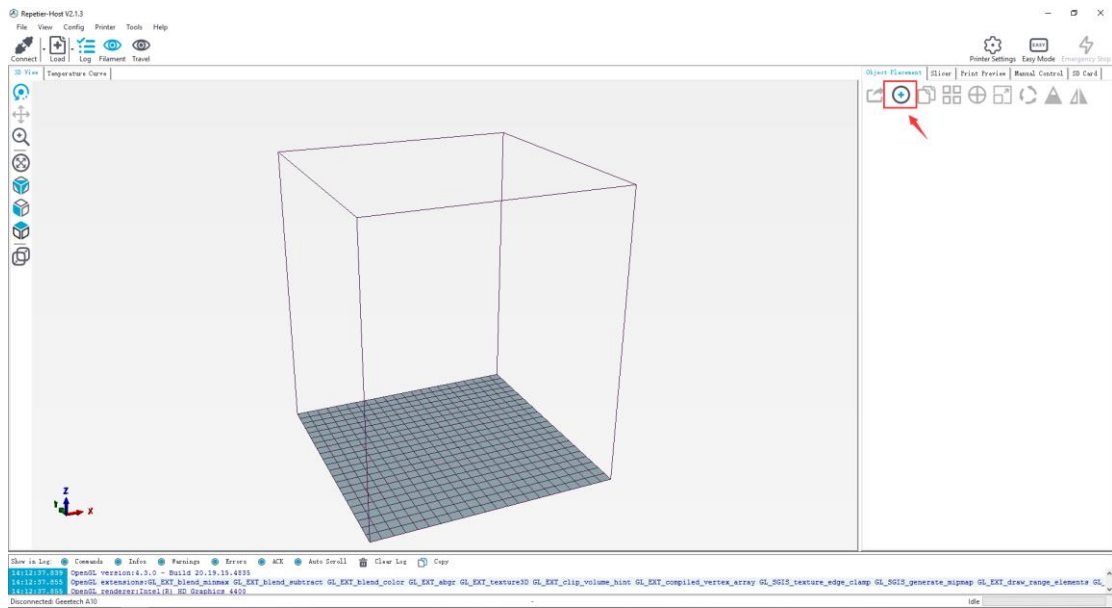 Repetier-Host V2.1.3
File View Config Printer Tools Help
Connect Load Log Filament Travel
Printer Settings Easy Mode Emergency Stop
EASY
3D View Temperature Curve
Object Placement Slicer Print Preview Manual Control SD Card
Z
Y
X
Show in Log: Commands Infos Warnings Errors ACK Auto Scroll Clear Log Copy
14:12:37.839 OpenGL version:4.3.0 - Build 20.19.15.4835
14:12:37.855 OpenGL extensions:GL_EXT_blend_minmax GL_EXT_blend_subtract GL_EXT_blend_color GL_EXT_abgr GL_EXT_texture3D GL_EXT_clip_volume_hint GL_EXT_compiled_vertex_array GL_SGIS_texture_edge_clamp GL_SGIS_generate_mipmap GL_EXT_draw_range_elements GL_
14:12:37.855 OpenGL renderer:Intel(R) HD Graphics 4400
Disconnected: Geeetech A10 - Idle